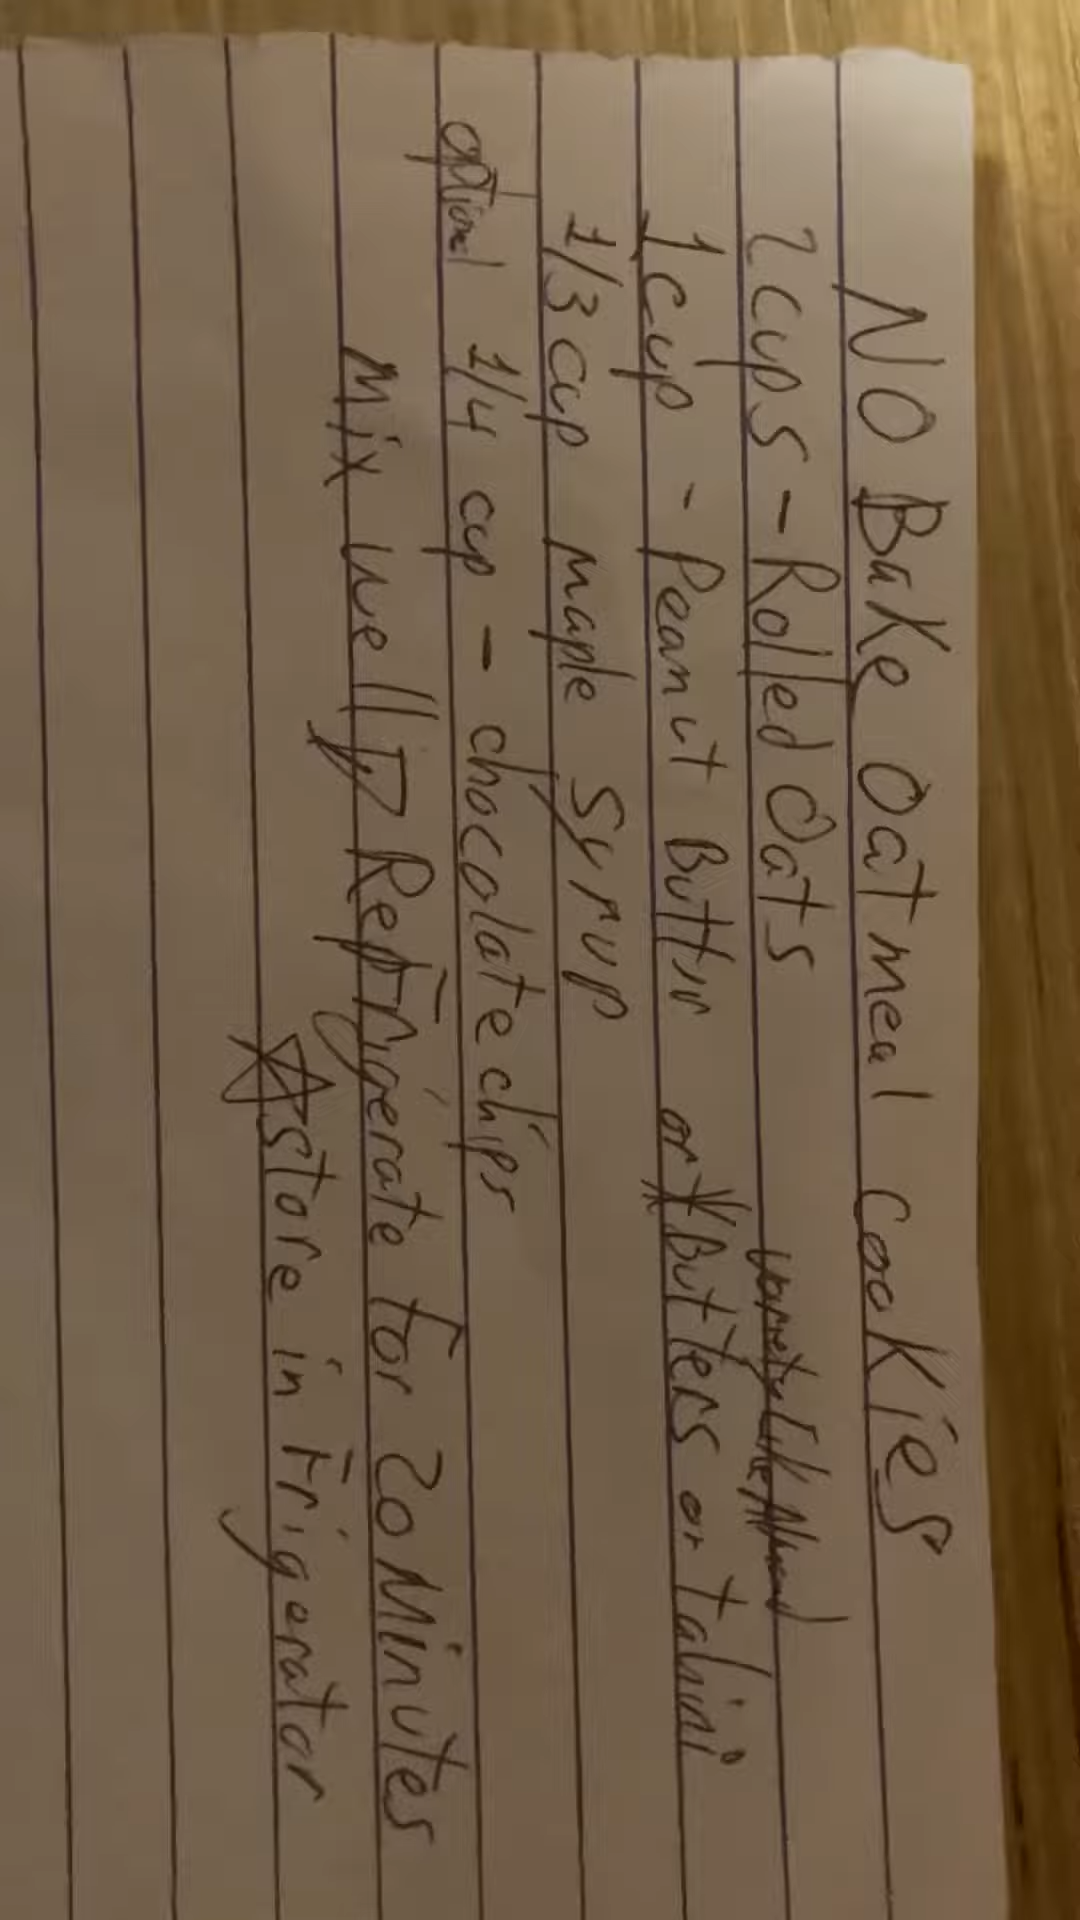 NO Bake Oatmeal Cookies
2 cups - Rolled Oats
1 Cup - Peanut Butter or Butters or Tahini
1/3 cup maple Syrup
optional 1/4 cup - chocolate chips
Mix well Refrigerate for 20 Minutes
store in Frigerator